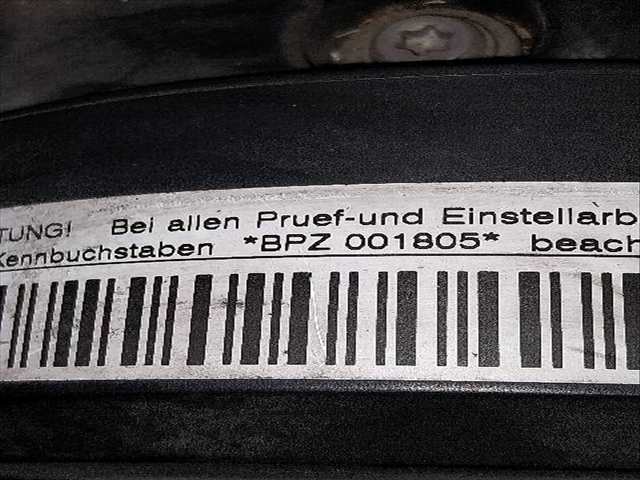 TUNG! Bei allen Pruef-und Einstellarb
Kennbuchstaben *BPZ 001805* beach